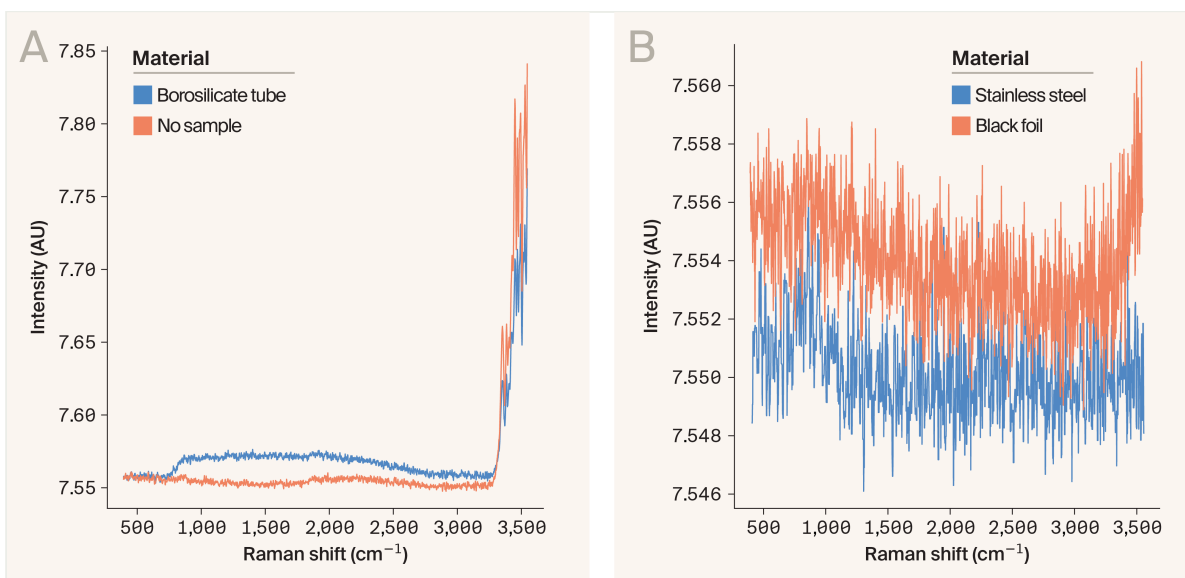 A
Material
Borosilicate tube
No sample
7.85
7.80
7.75
7.70
7.65
7.60
7.55
Intensity (AU)
500 1,000 1,500 2,000 2,500 3,000 3,500
Raman shift (cm⁻¹)
B
Material
Stainless steel
Black foil
7.560
7.558
7.556
7.554
7.552
7.550
7.548
7.546
Intensity (AU)
500 1,000 1,500 2,000 2,500 3,000 3,500
Raman shift (cm⁻¹)